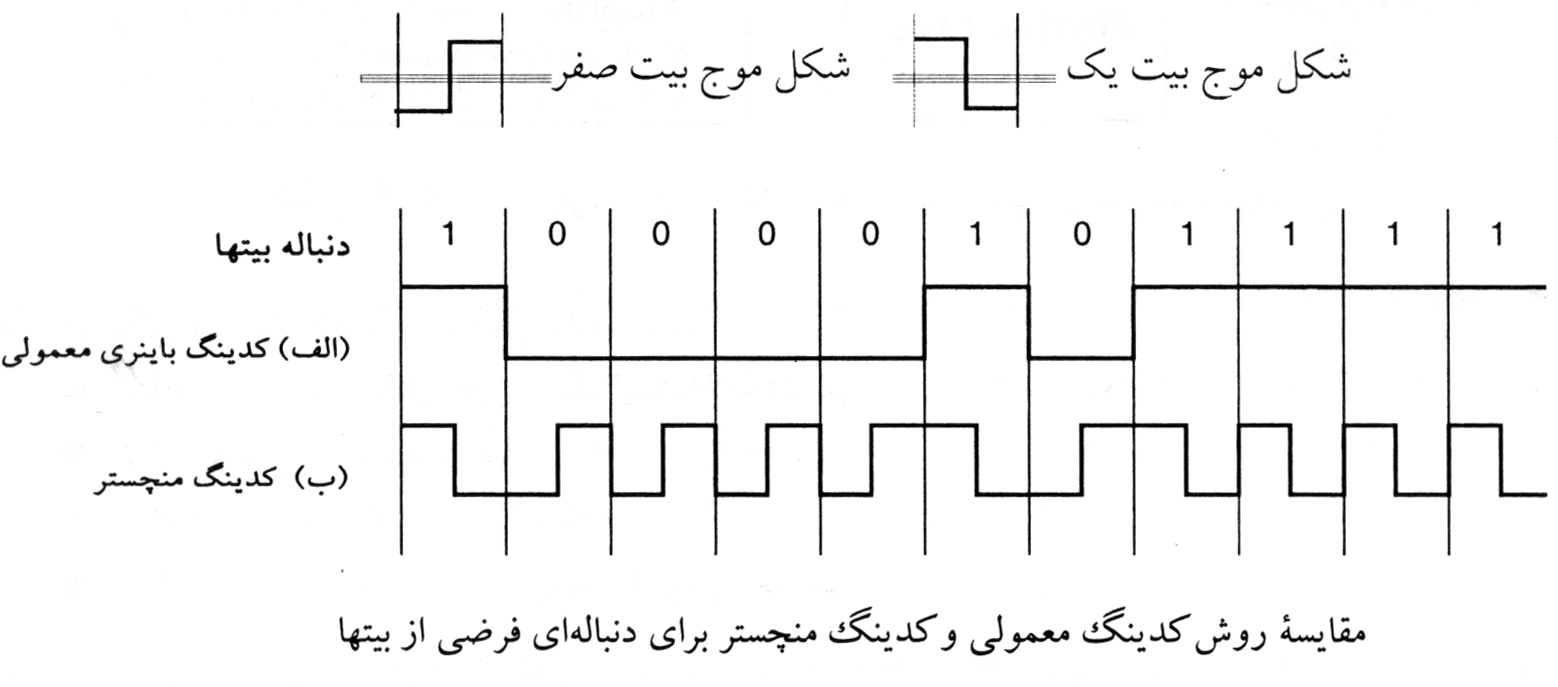 شکل موج بیت یک شکل موج بیت صفر
دنباله بیتها 1 0 0 0 0 1 0 1 1 1 1
(الف) کدینگ باینری معمولی
(ب) کدینگ منچستر
مقایسهٔ روش کدینگ معمولی و کدینگ منچستر برای دنباله‌ای فرضی از بیتها